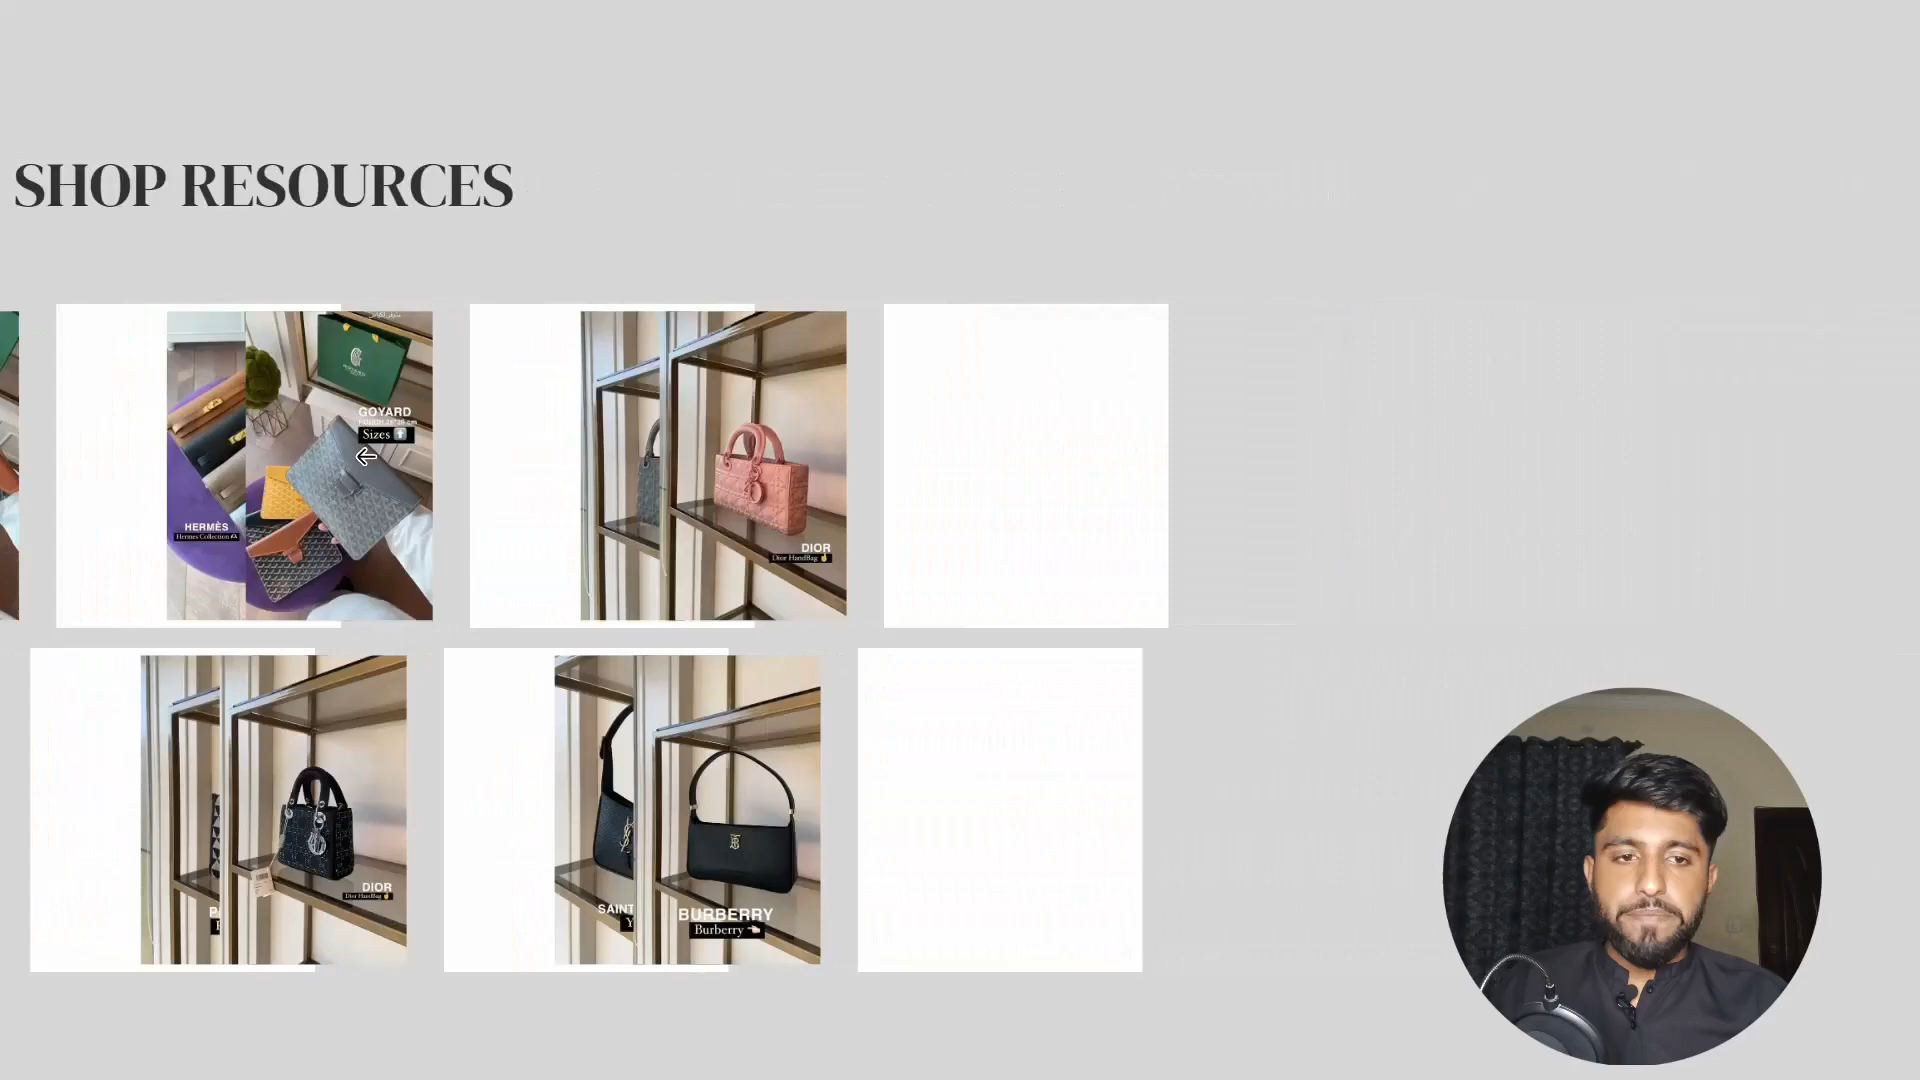 SHOP RESOURCES
GOYARD
Sizes
HERMÈS
Hermes Collection
DIOR
Dior HandBag
DIOR
Dior HandBag
SAINT
Y
BURBERRY
Burberry